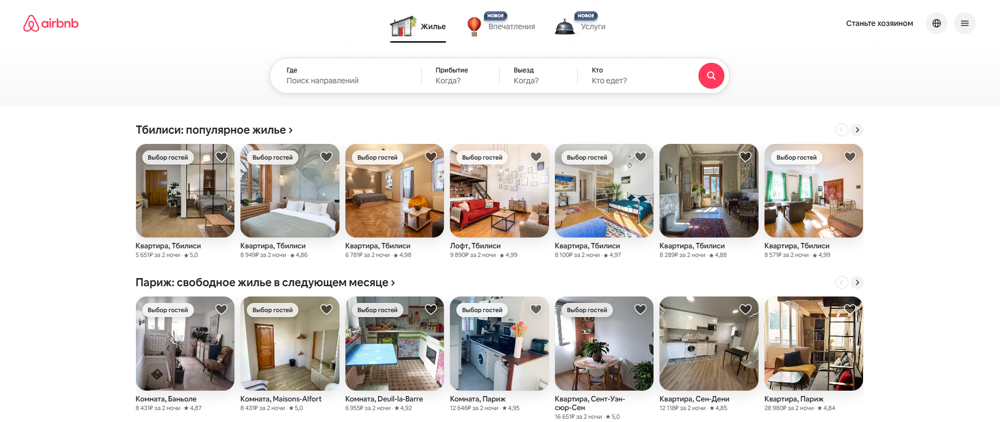 airbnb
Жилье
НОВОЕ
Впечатления
НОВОЕ
Услуги
Станьте хозяином
Где
Поиск направлений
Прибытие
Когда?
Выезд
Когда?
Кто
Кто едет?
Тбилиси: популярное жилье
Выбор гостей
Квартира, Тбилиси
5 651₽ за 2 ночи · ★ 5,0
Выбор гостей
Квартира, Тбилиси
8 949₽ за 2 ночи · ★ 4,86
Выбор гостей
Квартира, Тбилиси
6 781₽ за 2 ночи · ★ 4,98
Выбор гостей
Лофт, Тбилиси
9 890₽ за 2 ночи · ★ 4,99
Выбор гостей
Квартира, Тбилиси
8 100₽ за 2 ночи · ★ 4,97
Квартира, Тбилиси
8 289₽ за 2 ночи · ★ 4,88
Выбор гостей
Квартира, Тбилиси
8 571₽ за 2 ночи · ★ 4,99
Париж: свободное жилье в следующем месяце
Выбор гостей
Комната, Баньоле
8 431₽ за 2 ночи · ★ 4,87
Выбор гостей
Комната, Maisons-Alfort
8 431₽ за 2 ночи · ★ 5,0
Выбор гостей
Комната, Deuil-la-Barre
6 955₽ за 2 ночи · ★ 4,92
Выбор гостей
Комната, Париж
12 646₽ за 2 ночи · ★ 4,95
Выбор гостей
Квартира, Сент-Уэн-
сюр-Сен
16 651₽ за 2 ночи · ★ 5,0
Квартира, Сен-Дени
12 118₽ за 2 ночи · ★ 4,85
Квартира, Париж
28 980₽ за 2 ночи · ★ 4,84